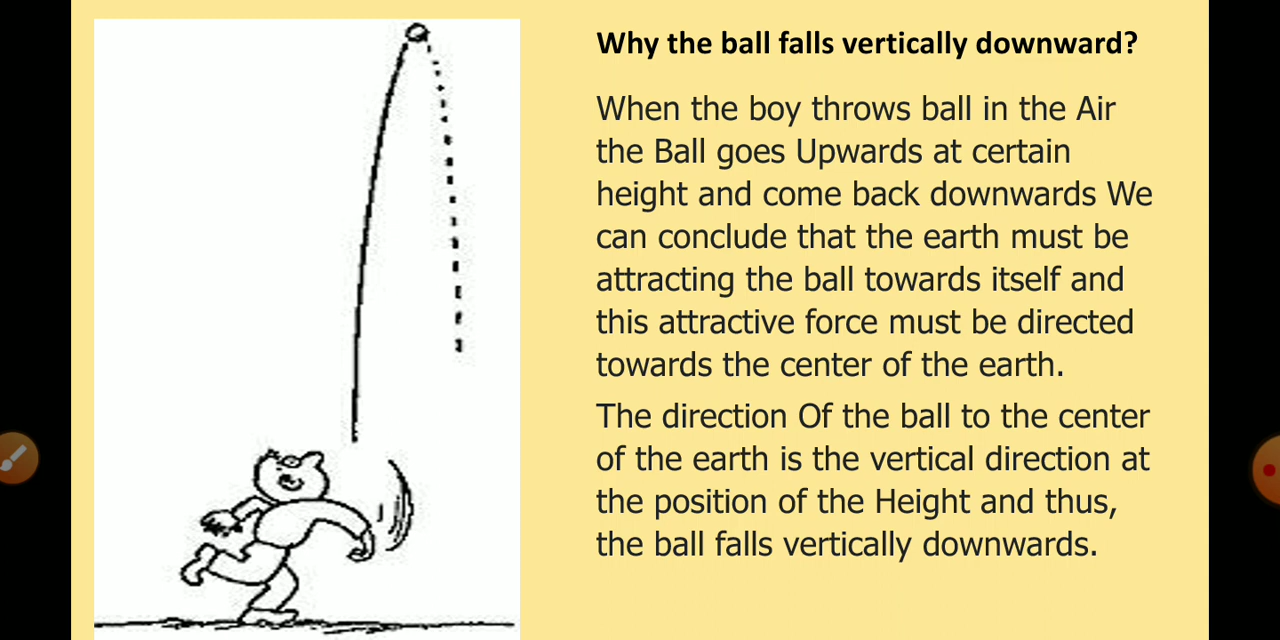 Why the ball falls vertically downward?
When the boy throws ball in the Air
the Ball goes Upwards at certain
height and come back downwards We
can conclude that the earth must be
attracting the ball towards itself and
this attractive force must be directed
towards the center of the earth.
The direction Of the ball to the center
of the earth is the vertical direction at
the position of the Height and thus,
the ball falls vertically downwards.